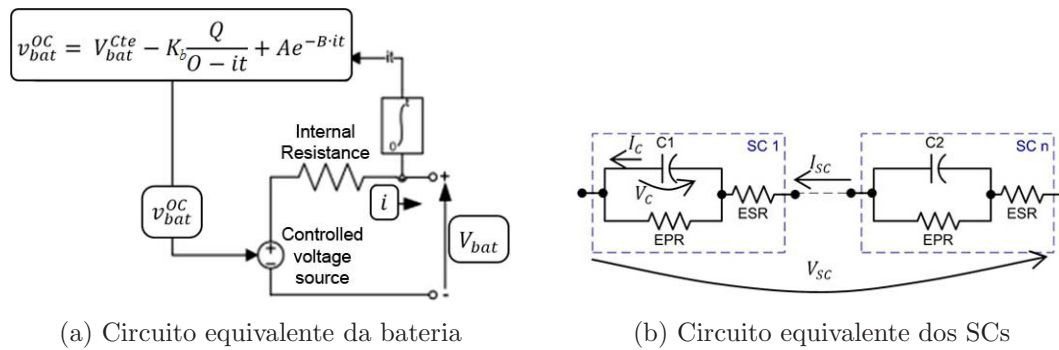 v_{bat}^{OC} = V_{bat}^{Cte} - K_b \frac{Q}{O - it} + Ae^{-B·it}
it
Internal
Resistance
0
i
+
v_{bat}^{OC}
+
-
Controlled
voltage
source
V_{bat}
-
(a) Circuito equivalente da bateria
I_C
C1
SC 1
V_C
EPR
ESR
I_{SC}
C2
SC n
EPR
ESR
V_{SC}
(b) Circuito equivalente dos SCs